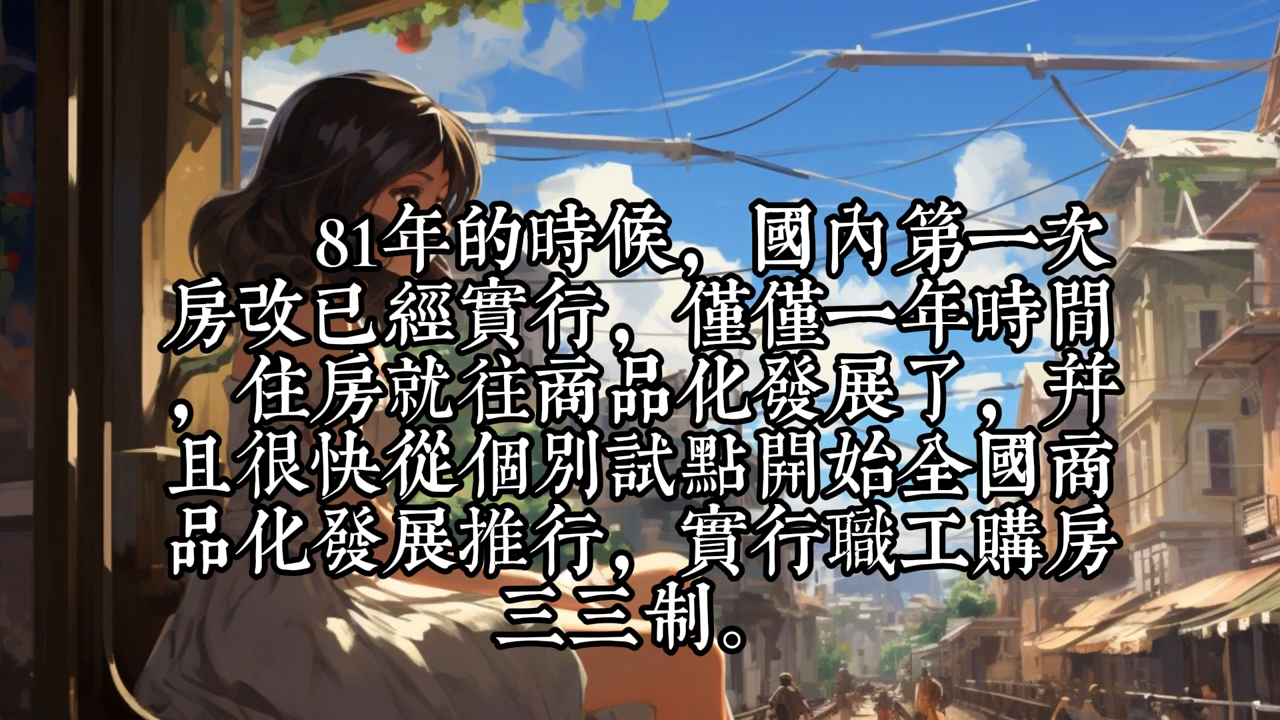 81年的時候，國內第一次
房改已經實行，僅僅一年時間
，住房就往商品化發展了，并
且很快從個別試點開始全國商
品化發展推行，實行職工購房
三三制。